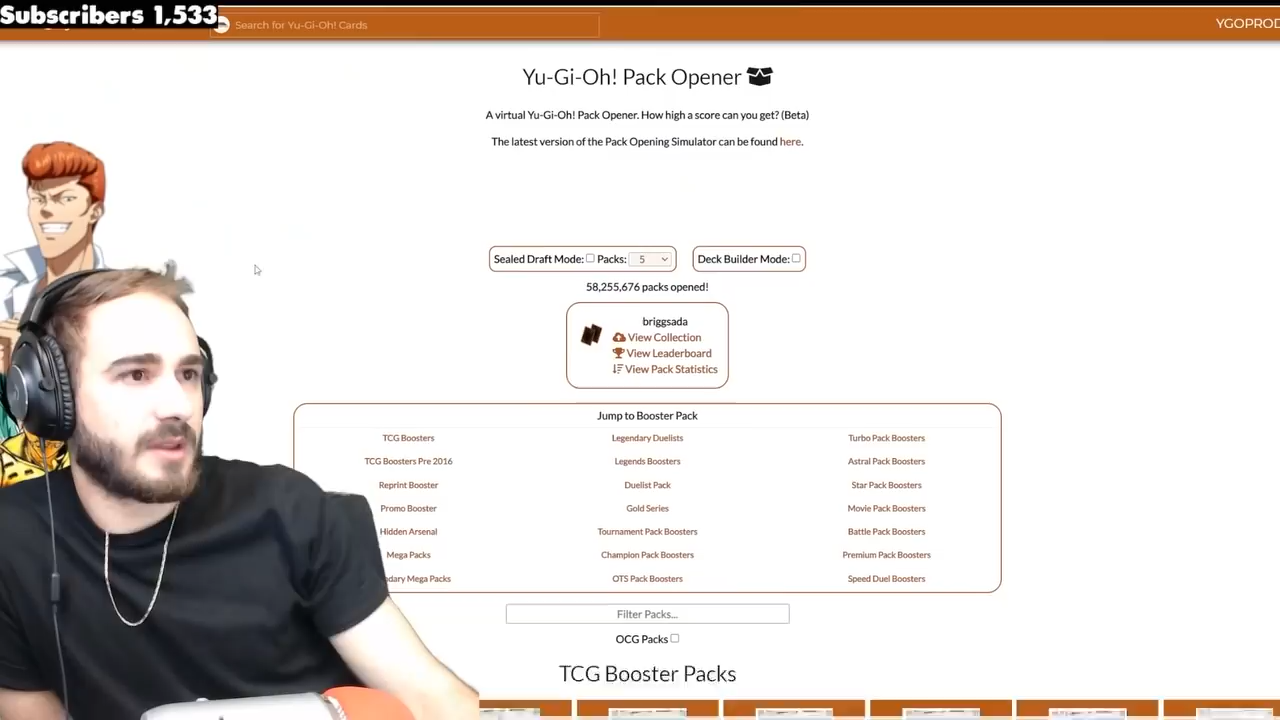 Subscribers 1,533
Search for Yu-Gi-Oh! Cards
YGOPROD
Yu-Gi-Oh! Pack Opener
A virtual Yu-Gi-Oh! Pack Opener. How high a score can you get? (Beta)
The latest version of the Pack Opening Simulator can be found here.
Sealed Draft Mode: Packs: 5
Deck Builder Mode:
58,255,676 packs opened!
briggsada
View Collection
View Leaderboard
View Pack Statistics
Jump to Booster Pack
TCG Boosters Legendary Duelists Turbo Pack Boosters
TCG Boosters Pre 2016 Legends Boosters Astral Pack Boosters
Reprint Booster Duelist Pack Star Pack Boosters
Promo Booster Gold Series Movie Pack Boosters
Hidden Arsenal Tournament Pack Boosters Battle Pack Boosters
Mega Packs Champion Pack Boosters Premium Pack Boosters
ndary Mega Packs OTS Pack Boosters Speed Duel Boosters
Filter Packs...
OCG Packs
TCG Booster Packs